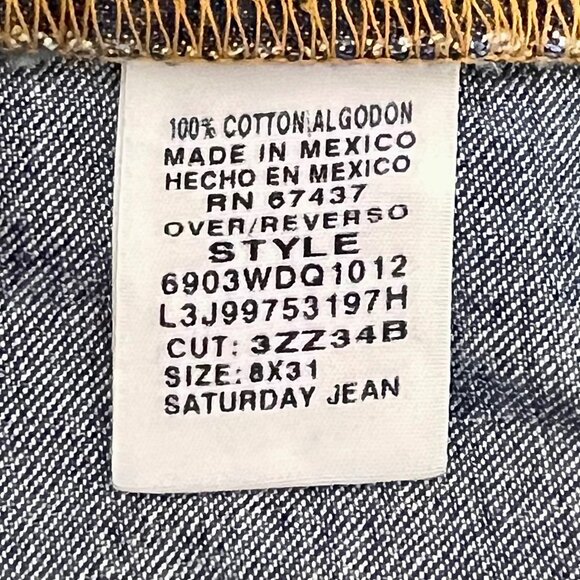 100% COTTON/ALGODON
MADE IN MEXICO
HECHO EN MEXICO
RN 67437
OVER/REVERSO
STYLE
6903WDQ1012
L3J99753197H
CUT: 3ZZ34B
SIZE: 8X31
SATURDAY JEAN